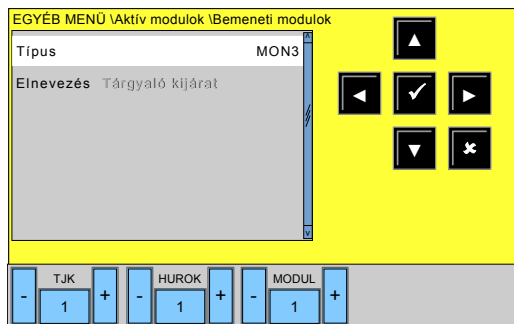 EGYÉB MENÜ \Aktív modulok \Bemeneti modulok
Típus MON3
Elnevezés Tárgyaló kijárat
TJK HUROK MODUL
- 1 + - 1 + - 1 +